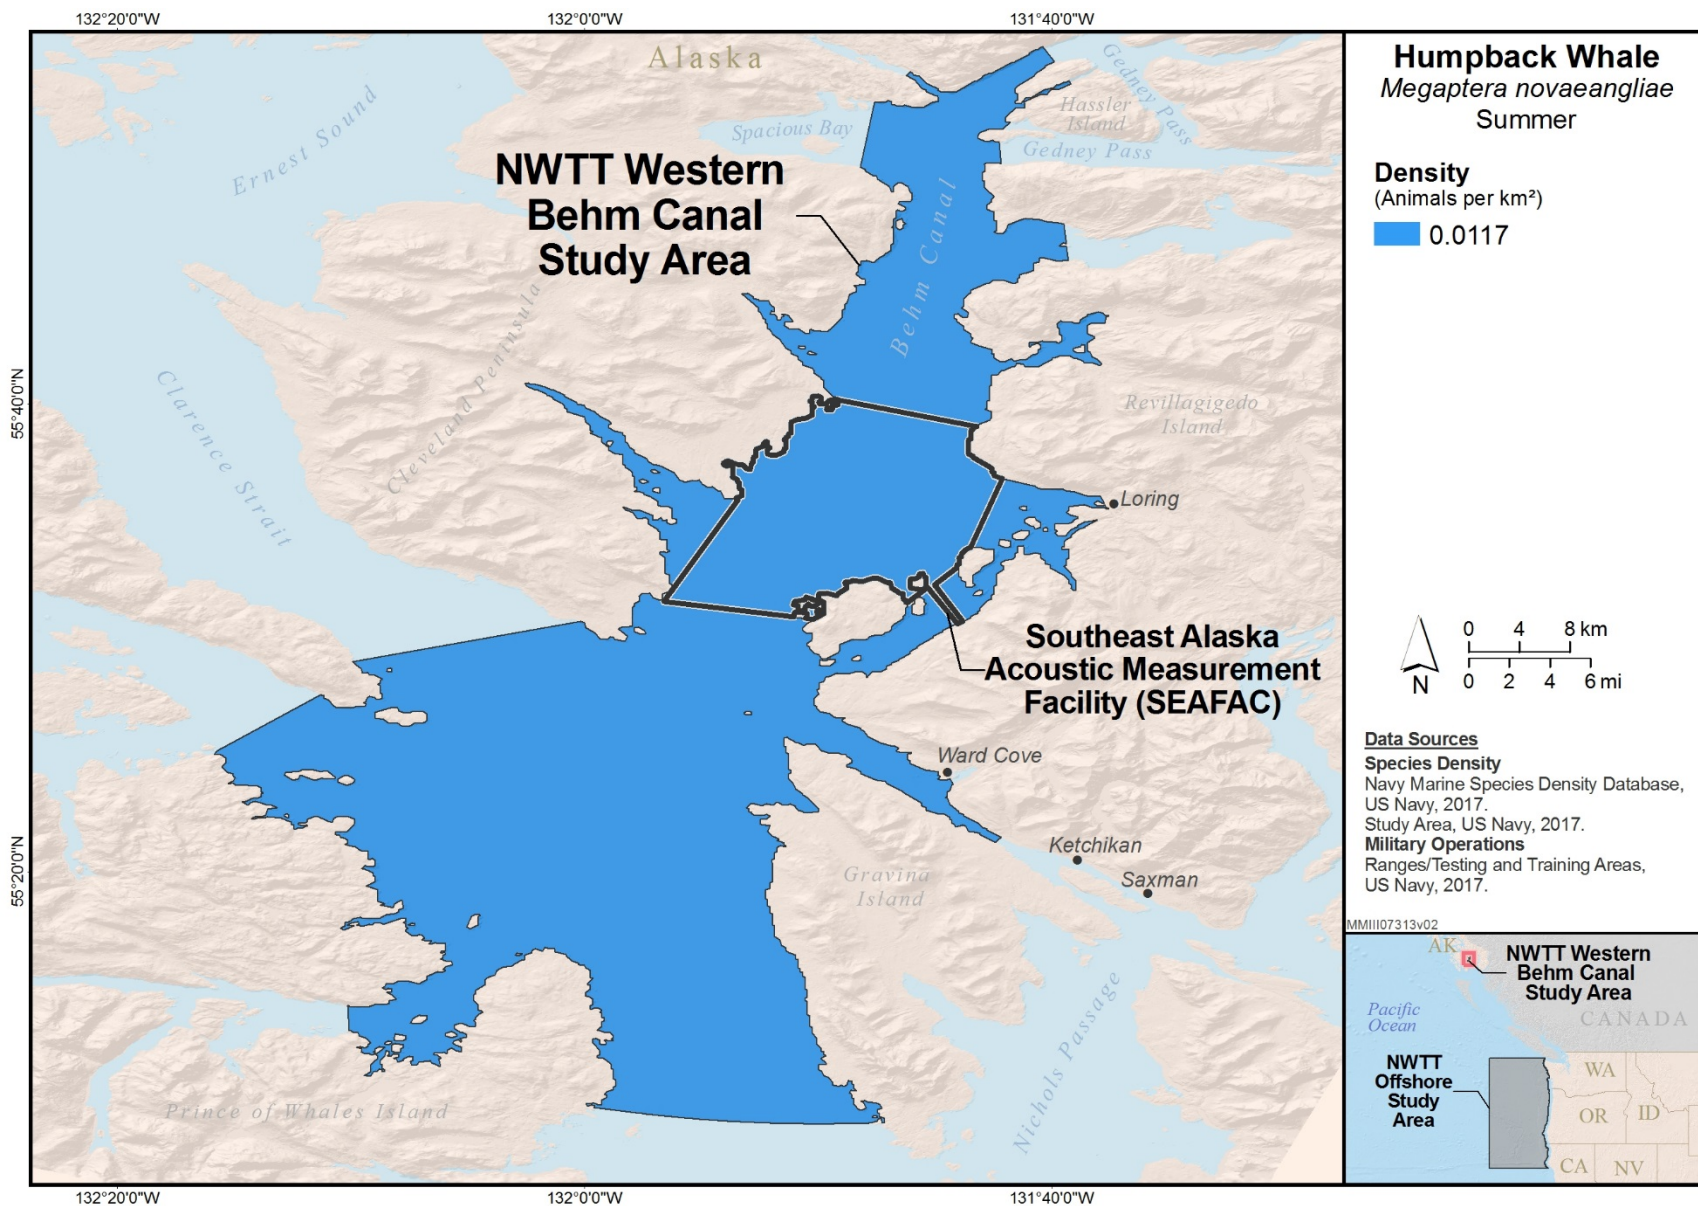 132°20'0"W
132°0'0"W
131°40'0"W
Alaska
Ernest Sound
Spacious Bay
Gedney Pass
Hassler
Island
Gedney Pass
NWTT Western
Behm Canal
Study Area
Behm Canal
Cleveland Peninsula
Clarence Strait
55°40'0"N
Revillagigedo
Island
Loring
Southeast Alaska
Acoustic Measurement
Facility (SEAFAC)
Ward Cove
Ketchikan
Saxman
Gravina
Island
55°20'0"N
Nichols Passage
Prince of Whales Island
132°20'0"W
132°0'0"W
131°40'0"W
Humpback Whale
Megaptera novaeangliae
Summer
Density
(Animals per km²)
0.0117
N
0 4 8 km
0 2 4 6 mi
Data Sources
Species Density
Navy Marine Species Density Database,
US Navy, 2017.
Study Area, US Navy, 2017.
Military Operations
Ranges/Testing and Training Areas,
US Navy, 2017.
MMIII07313v02
AK
NWTT Western
Behm Canal
Study Area
Pacific
Ocean
CANADA
NWTT
Offshore
Study
Area
WA
OR
ID
CA
NV